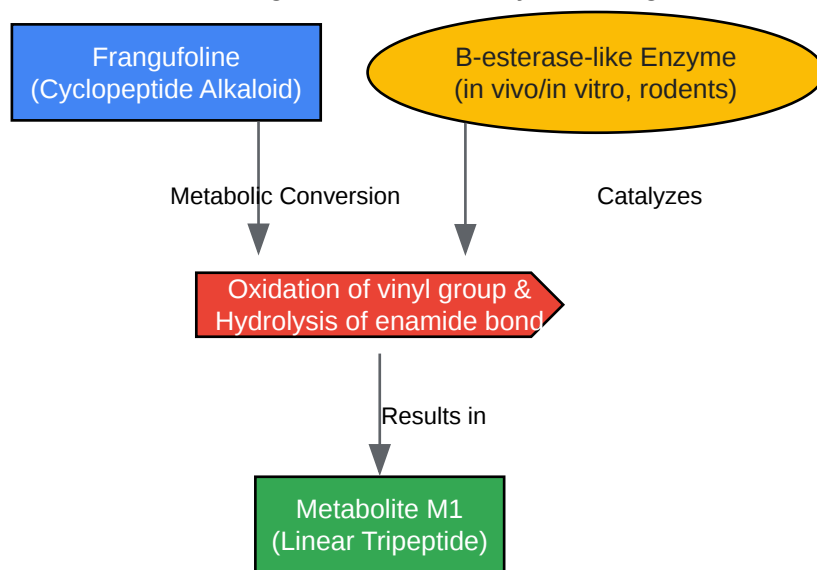 Frangufoline
(Cyclopeptide Alkaloid)
B-esterase-like Enzyme
(in vivo/in vitro, rodents)
Metabolic Conversion
Catalyzes
Oxidation of vinyl group &
Hydrolysis of enamide bond
Results in
Metabolite M1
(Linear Tripeptide)